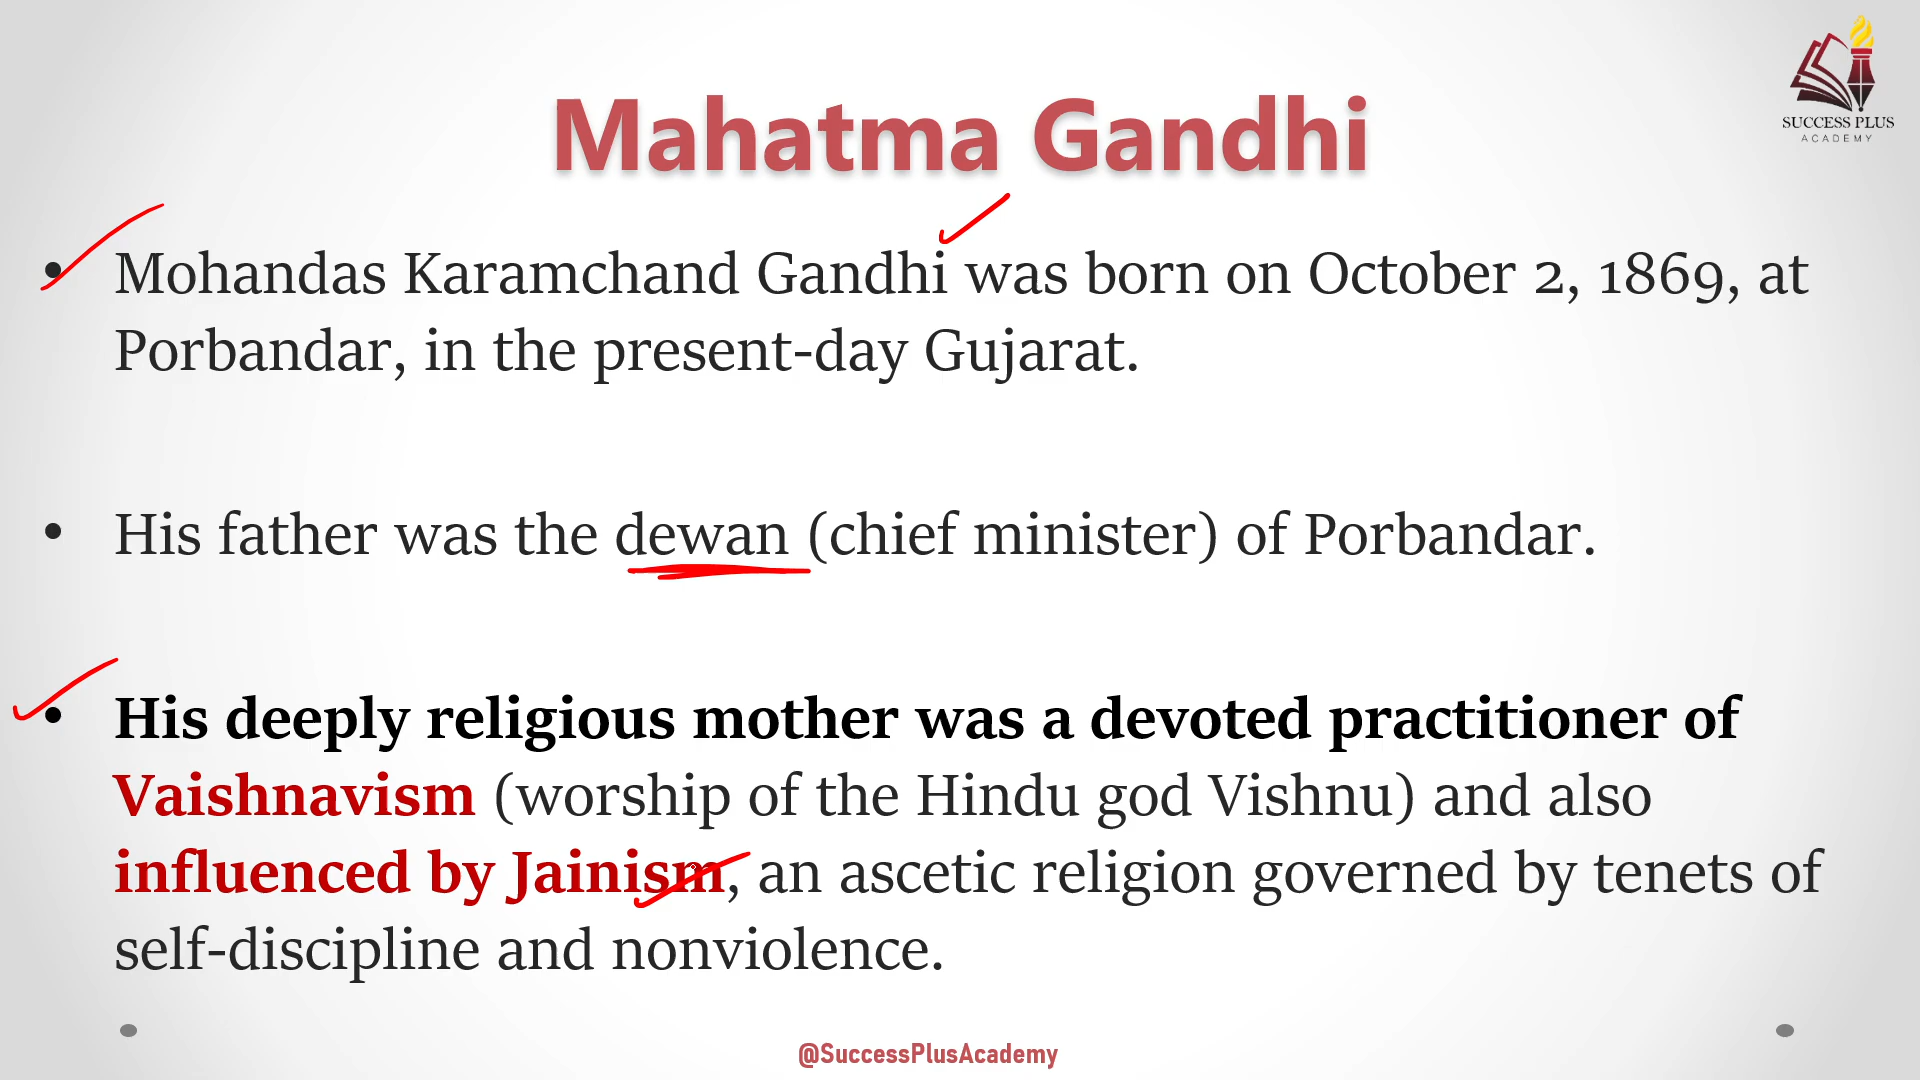 SUCCESS PLUS
ACADEMY
Mahatma Gandhi
• Mohandas Karamchand Gandhi was born on October 2, 1869, at
Porbandar, in the present-day Gujarat.
• His father was the dewan (chief minister) of Porbandar.
• His deeply religious mother was a devoted practitioner of
Vaishnavism (worship of the Hindu god Vishnu) and also
influenced by Jainism, an ascetic religion governed by tenets of
self-discipline and nonviolence.
@SuccessPlusAcademy